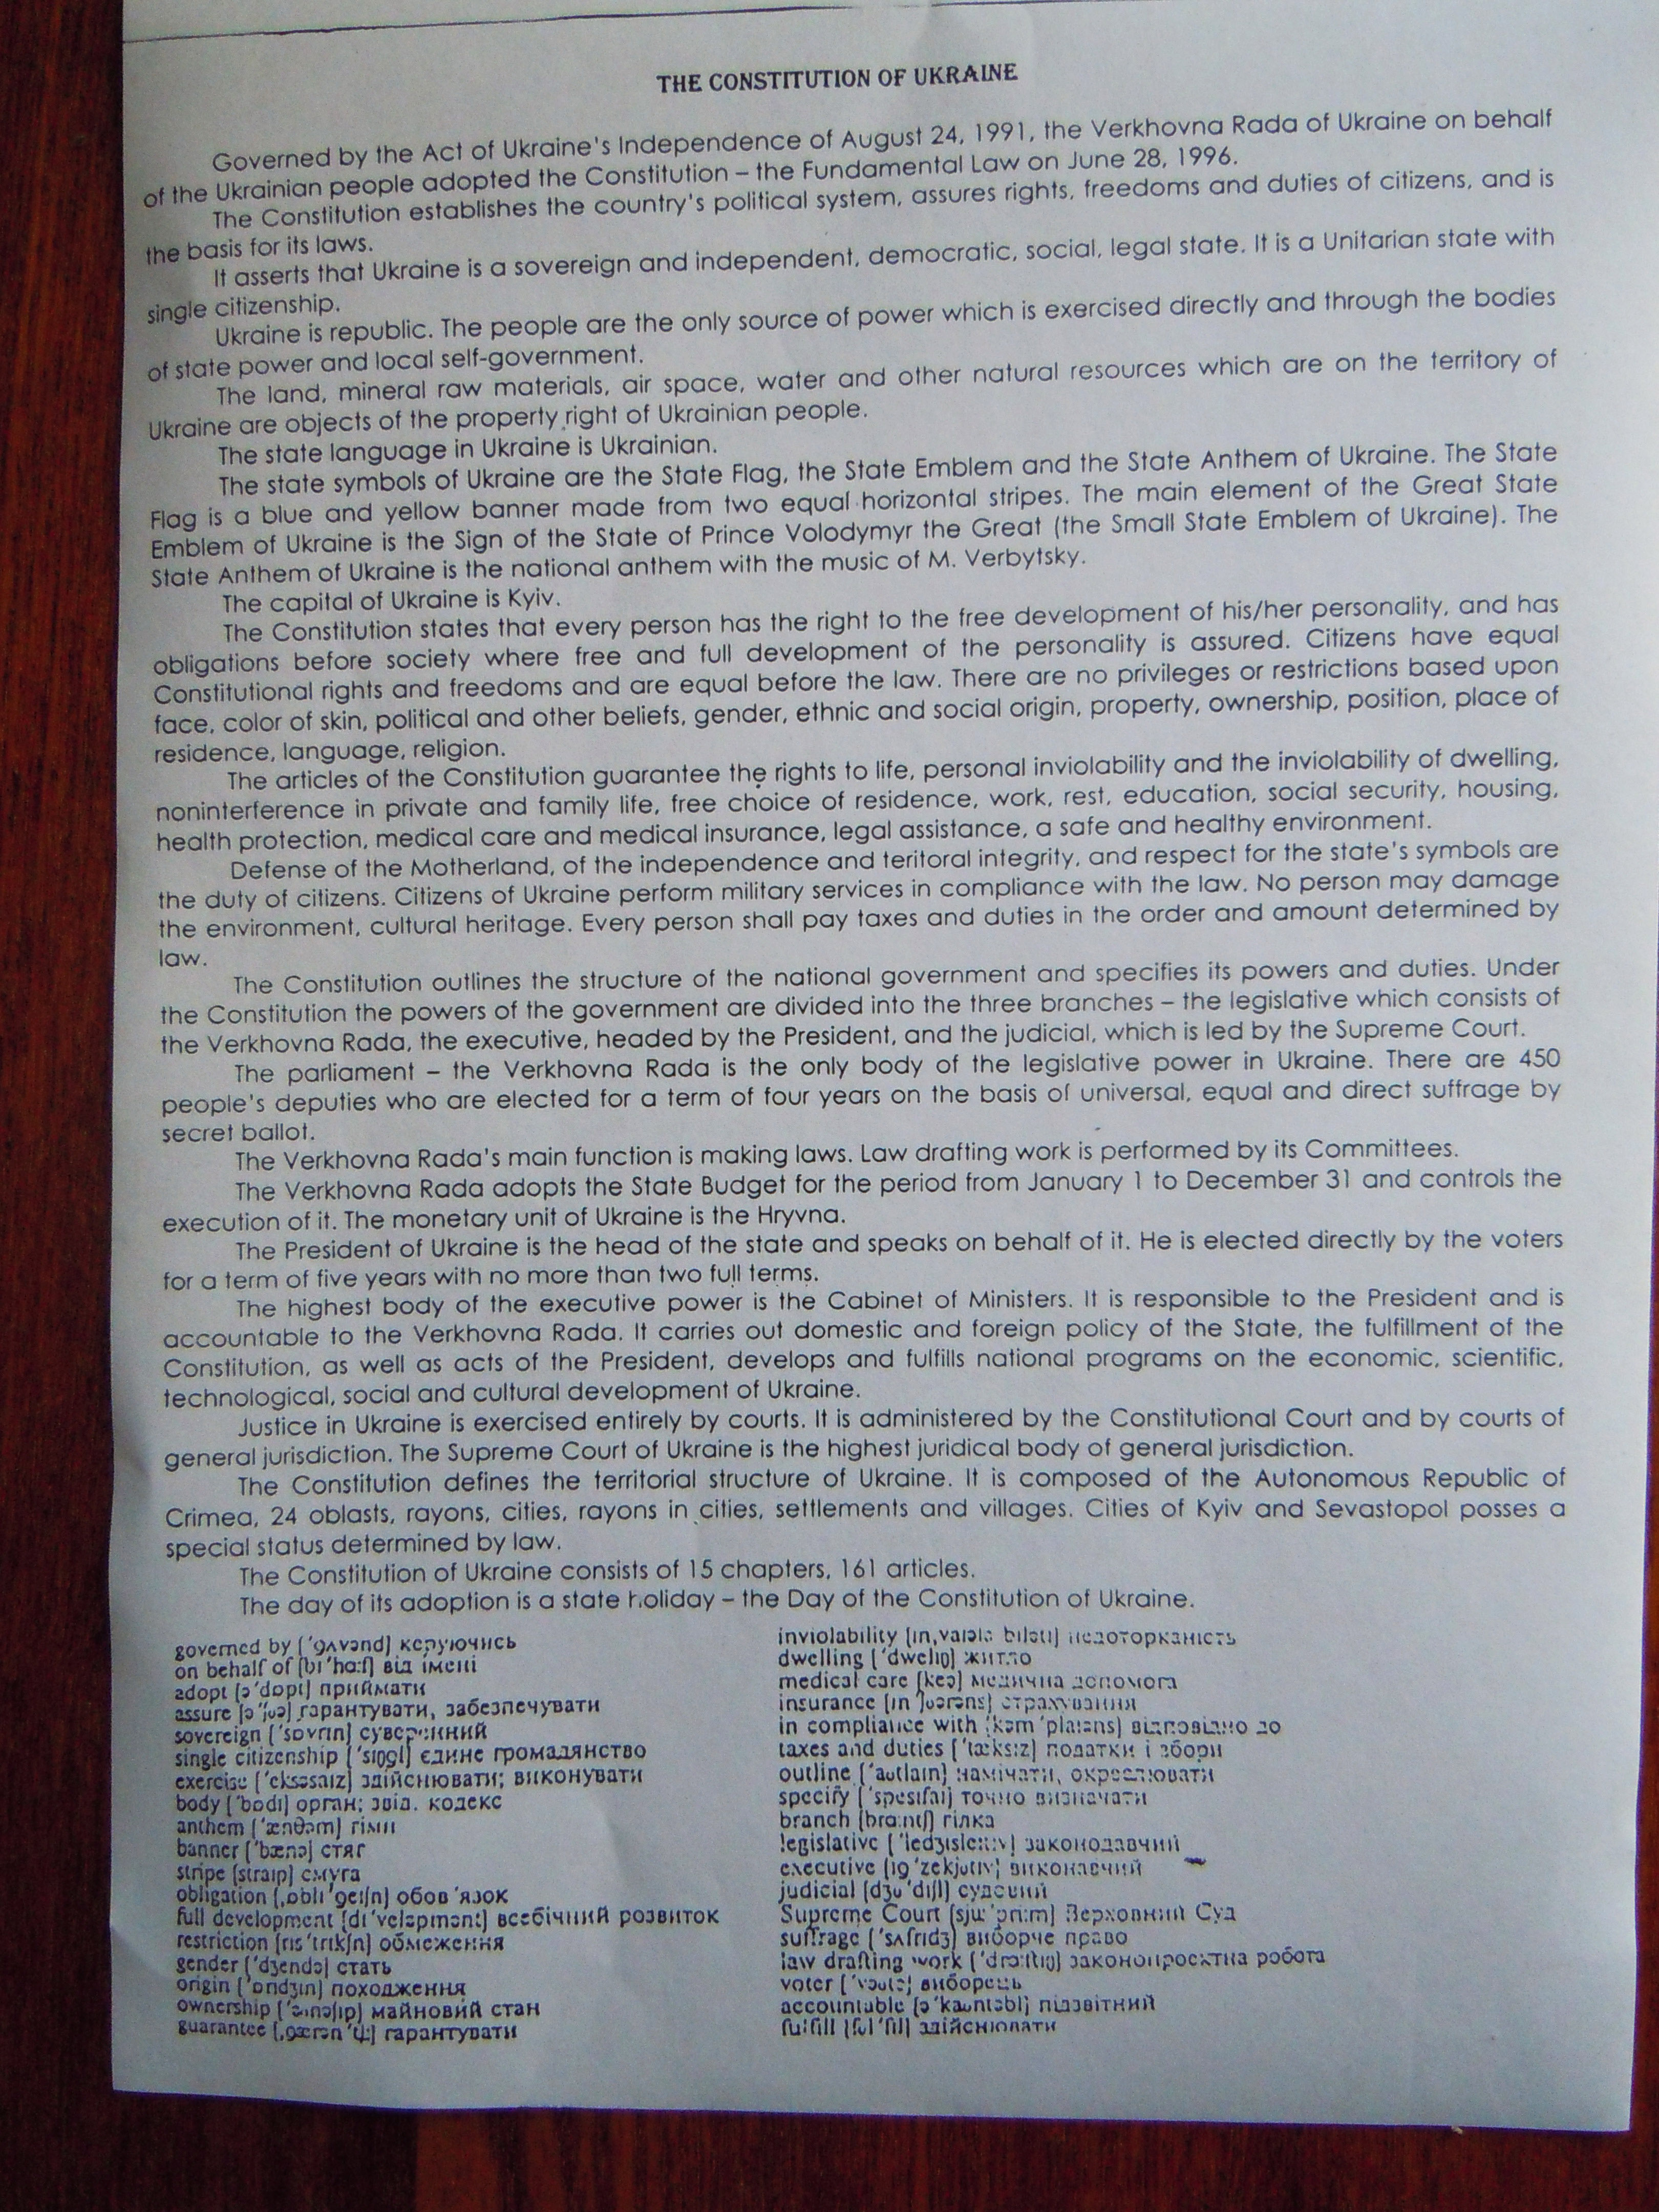 THE CONSTITUTION OF UKRAINE
Governed by the Act of Ukraine's Independence of August 24, 1991, the Verkhovna Rada of Ukraine on behalf
of the Ukrainian people adopted the Constitution – the Fundamental Law on June 28, 1996.
The Constitution establishes the country's political system, assures rights, freedoms and duties of citizens, and is
the basis for its laws.
It asserts that Ukraine is a sovereign and independent, democratic, social, legal state. It is a Unitarian state with
single citizenship.
Ukraine is republic. The people are the only source of power which is exercised directly and through the bodies
of state power and local self-government.
The land, mineral raw materials, air space, water and other natural resources which are on the territory of
Ukraine are objects of the property right of Ukrainian people.
The state language in Ukraine is Ukrainian.
The state symbols of Ukraine are the State Flag, the State Emblem and the State Anthem of Ukraine. The State
Flag is a blue and yellow banner made from two equal horizontal stripes. The main element of the Great State
Emblem of Ukraine is the Sign of the State of Prince Volodymyr the Great (the Small State Emblem of Ukraine). The
State Anthem of Ukraine is the national anthem with the music of M. Verbytsky.
The capital of Ukraine is Kyiv.
The Constitution states that every person has the right to the free development of his/her personality, and has
obligations before society where free and full development of the personality is assured. Citizens have equal
Constitutional rights and freedoms and are equal before the law. There are no privileges or restrictions based upon
face, color of skin, political and other beliefs, gender, ethnic and social origin, property, ownership, position, place of
residence, language, religion.
The articles of the Constitution guarantee the rights to life, personal inviolability and the inviolability of dwelling,
noninterference in private and family life, free choice of residence, work, rest, education, social security, housing,
health protection, medical care and medical insurance, legal assistance, a safe and healthy environment.
Defense of the Motherland, of the independence and teritoral integrity, and respect for the state's symbols are
the duty of citizens. Citizens of Ukraine perform military services in compliance with the law. No person may damage
the environment, cultural heritage. Every person shall pay taxes and duties in the order and amount determined by
law.
The Constitution outlines the structure of the national government and specifies its powers and duties. Under
the Constitution the powers of the government are divided into the three branches – the legislative which consists of
the Verkhovna Rada, the executive, headed by the President, and the judicial, which is led by the Supreme Court.
The parliament – the Verkhovna Rada is the only body of the legislative power in Ukraine. There are 450
people's deputies who are elected for a term of four years on the basis of universal, equal and direct suffrage by
secret ballot.
The Verkhovna Rada's main function is making laws. Law drafting work is performed by its Committees.
The Verkhovna Rada adopts the State Budget for the period from January 1 to December 31 and controls the
execution of it. The monetary unit of Ukraine is the Hryvna.
The President of Ukraine is the head of the state and speaks on behalf of it. He is elected directly by the voters
for a term of five years with no more than two full terms.
The highest body of the executive power is the Cabinet of Ministers. It is responsible to the President and is
accountable to the Verkhovna Rada. It carries out domestic and foreign policy of the State, the fulfillment of the
Constitution, as well as acts of the President, develops and fulfills national programs on the economic, scientific,
technological, social and cultural development of Ukraine.
Justice in Ukraine is exercised entirely by courts. It is administered by the Constitutional Court and by courts of
general jurisdiction. The Supreme Court of Ukraine is the highest juridical body of general jurisdiction.
The Constitution defines the territorial structure of Ukraine. It is composed of the Autonomous Republic of
Crimea, 24 oblasts, rayons, cities, rayons in cities, settlements and villages. Cities of Kyiv and Sevastopol posses a
special status determined by law.
The Constitution of Ukraine consists of 15 chapters, 161 articles.
The day of its adoption is a state holiday – the Day of the Constitution of Ukraine.
governed by керуючись
on behalf of [bɪ'hɑ:f] від імені
adopt [ə'dɒpt] приймати
assure гарантувати, забезпечувати
sovereign ['sɒvrɪn] суверенний
single citizenship ['sɪŋgl] єдине громадянство
exercise ['eksəsaɪz] здійснювати; виконувати
body ['bɒdɪ] орган; звід. кодекс
anthem ['ænθəm] гімн
banner ['bænə] стяг
stripe [straɪp] смуга
obligation [,ɒblɪ'geɪʃn] обов'язок
full development [dɪ'veləpmənt] всебічний розвиток
restriction [rɪs'trɪkʃn] обмеження
gender ['dʒendə] стать
origin ['ɒrɪdʒɪn] походження
ownership майновий стан
guarantee гарантувати
inviolability недоторканість
dwelling ['dwelɪŋ] житло
medical care [keə] медична допомога
insurance страхування
in compliance with відповідно до
taxes and duties податки і збори
outline ['aʊtlaɪn] намічати, окреслювати
specify ['spesɪfaɪ] точно визначати
branch [brɑ:ntʃ] гілка
legislative законодавчий
executive виконавчий
judicial судовий
Supreme Court Верховний Суд
suffrage ['sʌfrɪdʒ] виборче право
law drafting work законопроектна робота
voter виборець
accountable [ə'kaʊntəbl] підзвітний
fulfill [fʊl'fɪl] здійснювати